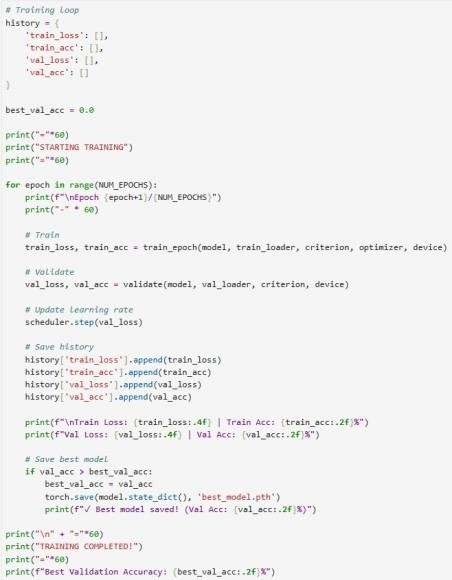 # Training loop
history = {
    'train_loss': [],
    'train_acc': [],
    'val_loss': [],
    'val_acc': []
}
best_val_acc = 0.0
print("="*60)
print("STARTING TRAINING")
print("="*60)
for epoch in range(NUM_EPOCHS):
    print(f"\nEpoch {epoch+1}/{NUM_EPOCHS}")
    print("-" * 60)
    # Train
    train_loss, train_acc = train_epoch(model, train_loader, criterion, optimizer, device)
    # Validate
    val_loss, val_acc = validate(model, val_loader, criterion, device)
    # Update learning rate
    scheduler.step(val_loss)
    # Save history
    history['train_loss'].append(train_loss)
    history['train_acc'].append(train_acc)
    history['val_loss'].append(val_loss)
    history['val_acc'].append(val_acc)
    print(f"\nTrain Loss: {train_loss:.4f} | Train Acc: {train_acc:.2f}%")
    print(f"Val Loss: {val_loss:.4f} | Val Acc: {val_acc:.2f}%")
    # Save best model
    if val_acc > best_val_acc:
        best_val_acc = val_acc
        torch.save(model.state_dict(), 'best_model.pth')
        print(f"✓ Best model saved! (Val Acc: {val_acc:.2f}%)")
print("\n" + "="*60)
print("TRAINING COMPLETED!")
print("="*60)
print(f"Best Validation Accuracy: {best_val_acc:.2f}%")